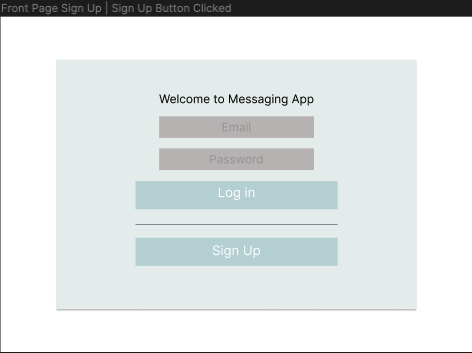 Front Page Sign Up | Sign Up Button Clicked
Welcome to Messaging App
Email
Password
Log in
Sign Up